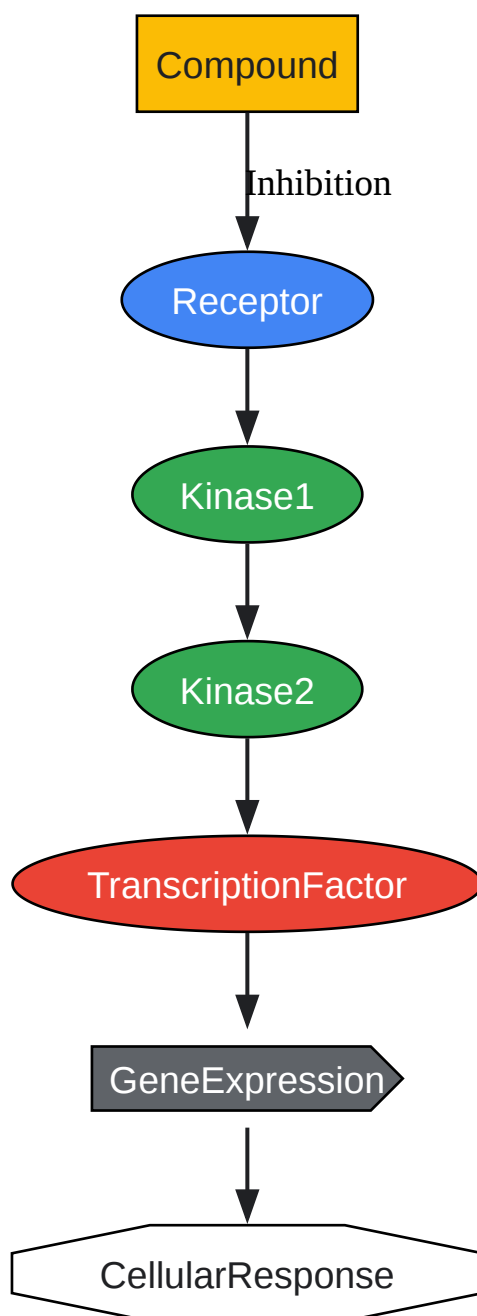 Compound
Inhibition
Receptor
Kinase1
Kinase2
TranscriptionFactor
GeneExpression
CellularResponse